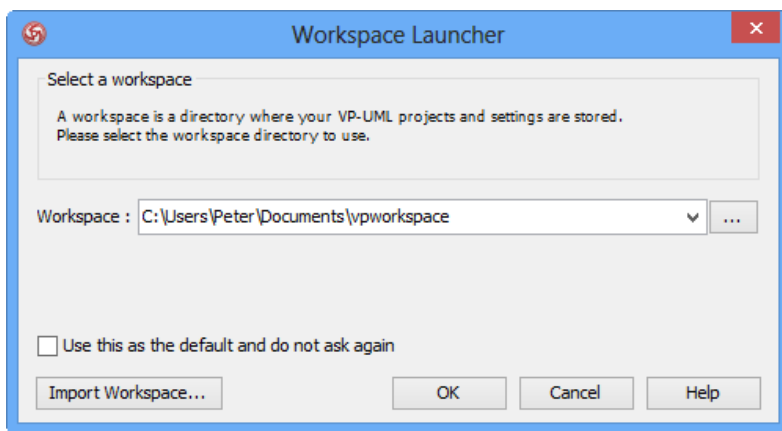 Workspace Launcher
Select a workspace
A workspace is a directory where your VP-UML projects and settings are stored.
Please select the workspace directory to use.
Workspace : C:\Users\Peter\Documents\vpworkspace ...
Use this as the default and do not ask again
Import Workspace... OK Cancel Help